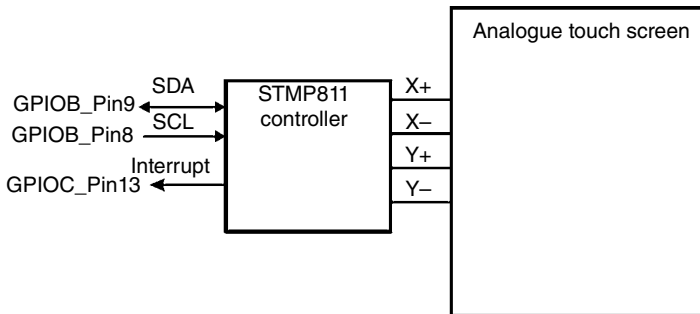 Analogue touch screen
STMP811
controller
SDA
GPIOB_Pin9
SCL
GPIOB_Pin8
Interrupt
GPIOC_Pin13
X+
X–
Y+
Y–